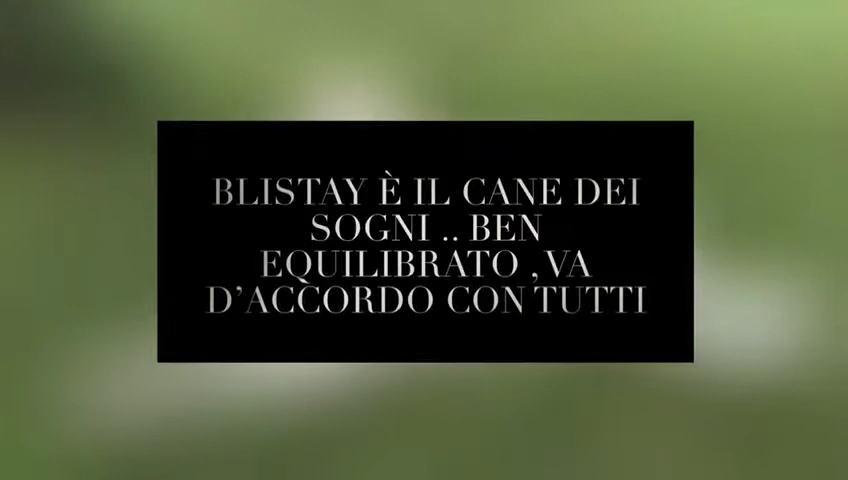 BLISTAY È IL CANE DEI
SOGNI .. BEN
EQUILIBRATO , VA
D’ACCORDO CON TUTTI